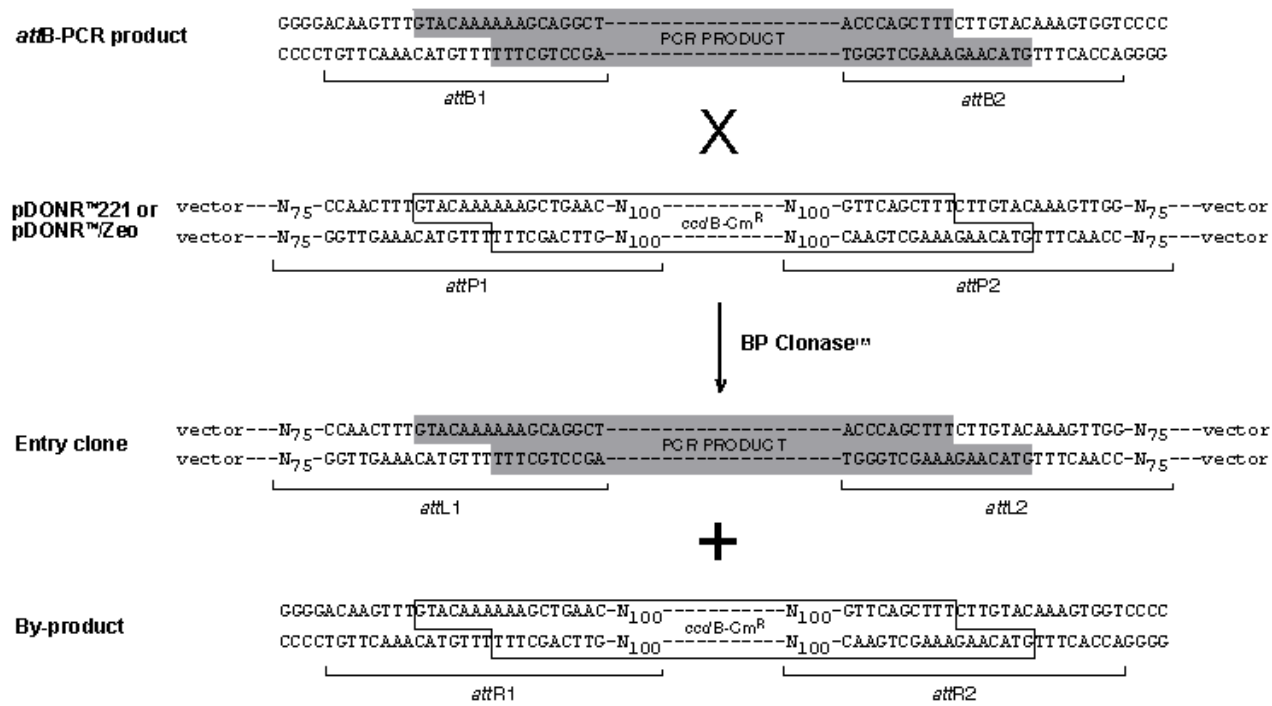 attB-PCR product
GGGGACAAGTTTGTACAAAAAAGCAGGCT--------------------ACCCAGCTTTCTTGTACAAAGTGGTCCCC
PCR PRODUCT
CCCCTGTTCAAACATGTTTTTTCGTCCGA--------------------TGGGTCGAAAGAACATGTTTCACCAGGGG
attB1
attB2
X
pDONR™221 or
pDONR™/Zeo
vector---N75-CCAACTTTGTACAAAAAAGCTGAAC-N100----------N100-GTTCAGCTTTCTTGTACAAAGTTGG-N75---vector
ccdB-CmR
vector---N75-GGTTGAAACATGTTTTTTCGACTTG-N100----------N100-CAAGTCGAAAGAACATGTTTCAACC-N75---vector
attP1
attP2
BP Clonase™
Entry clone
vector---N75-CCAACTTTGTACAAAAAAGCAGGCT--------------------ACCCAGCTTTCTTGTACAAAGTTGG-N75---vector
PCR PRODUCT
vector---N75-GGTTGAAACATGTTTTTTCGTCCGA--------------------TGGGTCGAAAGAACATGTTTCAACC-N75---vector
attL1
attL2
+
By-product
GGGGACAAGTTTGTACAAAAAAGCTGAAC-N100----------N100-GTTCAGCTTTCTTGTACAAAGTGGTCCCC
ccdB-CmR
CCCCTGTTCAAACATGTTTTTTCGACTTG-N100----------N100-CAAGTCGAAAGAACATGTTTCACCAGGGG
attR1
attR2